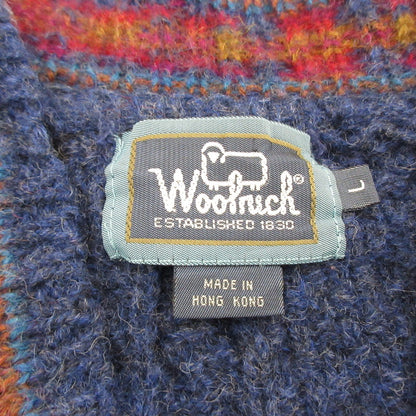 Woolrich®
ESTABLISHED 1830
L
MADE IN
HONG KONG